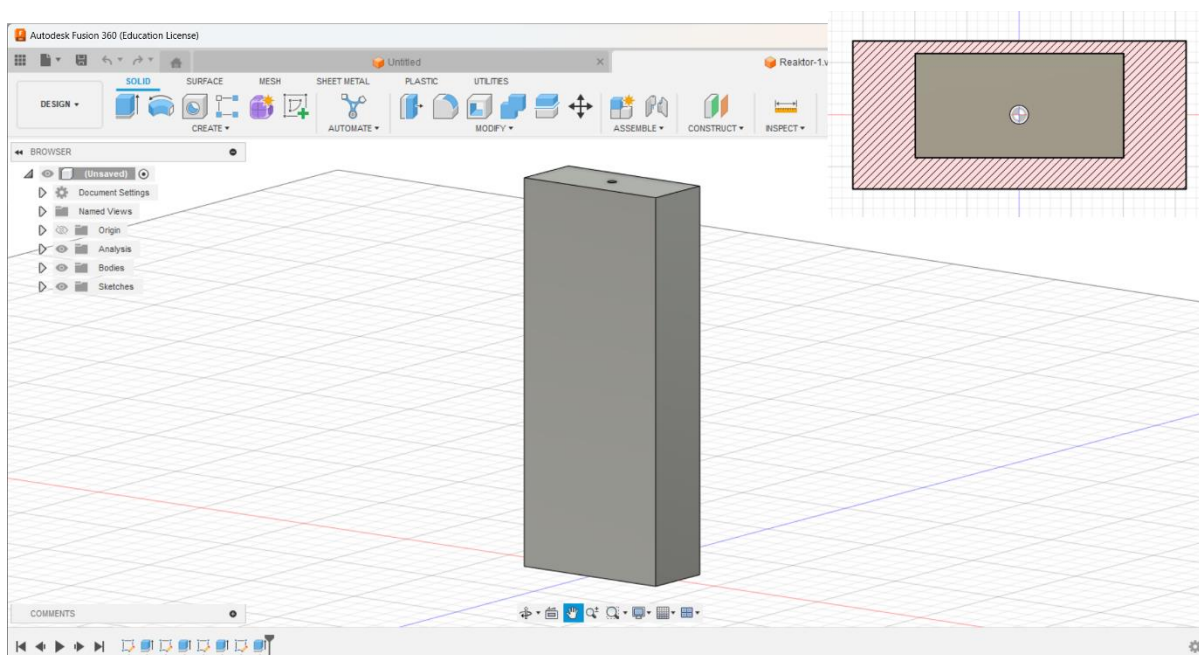 Autodesk Fusion 360 (Education License)
Untitled
Reaktor-1.v
DESIGN
SOLID SURFACE MESH SHEET METAL PLASTIC UTILITIES
CREATE AUTOMATE MODIFY ASSEMBLE CONSTRUCT INSPECT
BROWSER
(Unsaved)
Document Settings
Named Views
Origin
Analysis
Bodies
Sketches
COMMENTS